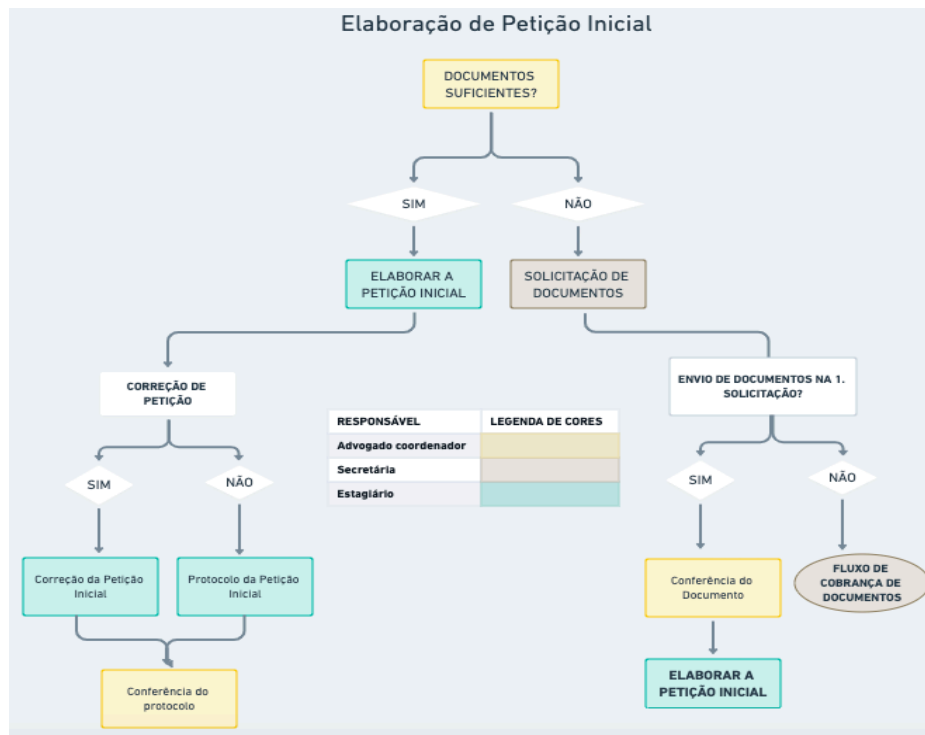 Elaboração de Petição Inicial
DOCUMENTOS
SUFICIENTES?
SIM
NÃO
ELABORAR A
PETIÇÃO INICIAL
SOLICITAÇÃO DE
DOCUMENTOS
CORREÇÃO DE
PETIÇÃO
ENVIO DE DOCUMENTOS NA 1.
SOLICITAÇÃO?
RESPONSÁVEL
LEGENDA DE CORES
Advogado coordenador
Secretária
Estagiário
SIM
NÃO
SIM
NÃO
Correção da Petição
Inicial
Protocolo da Petição
Inicial
Conferência do
Documento
FLUXO DE
COBRANÇA DE
DOCUMENTOS
Conferência do
protocolo
ELABORAR A
PETIÇÃO INICIAL